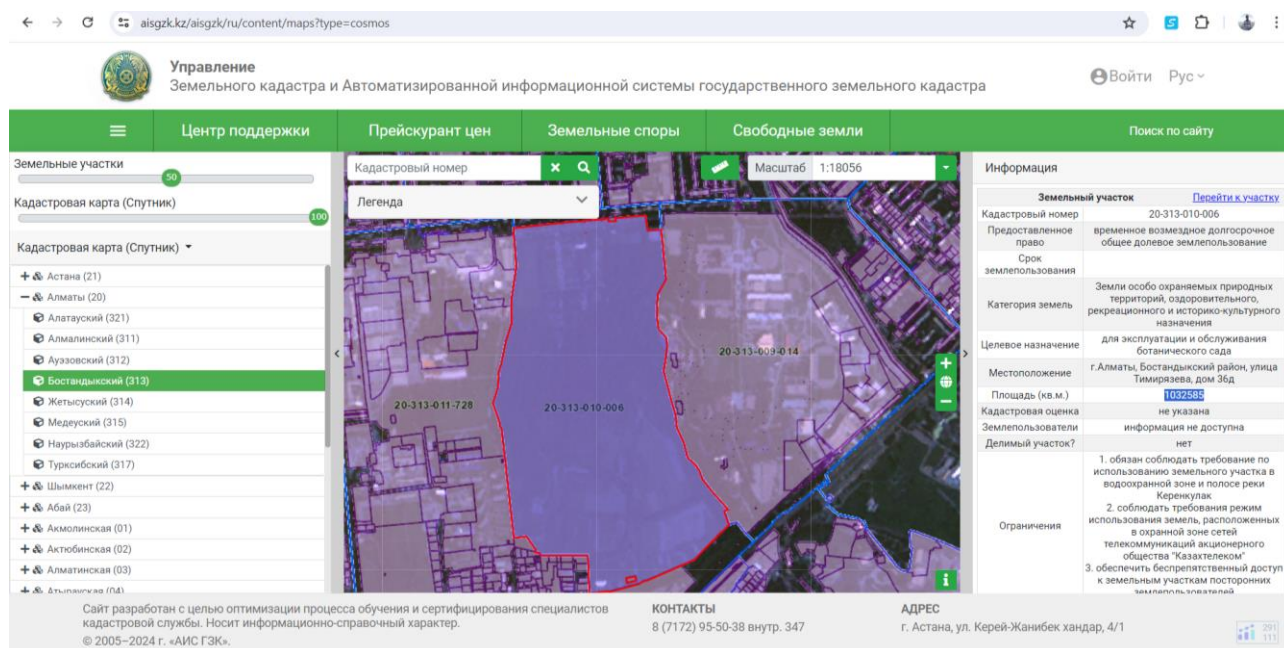 aisgzk.kz/aisgzk/ru/content/maps?type=cosmos
Управление
Земельного кадастра и Автоматизированной информационной системы государственного земельного кадастра
Войти Рус
Центр поддержки Прейскурант цен Земельные споры Свободные земли Поиск по сайту
Земельные участки
50
Кадастровая карта (Спутник)
100
Кадастровая карта (Спутник)
Астана (21)
Алматы (20)
Алатауский (321)
Алмалинский (311)
Ауэзовский (312)
Бостандыкский (313)
Жетысуский (314)
Медеуский (315)
Наурызбайский (322)
Турксибский (317)
Шымкент (22)
Абай (23)
Акмолинская (01)
Актюбинская (02)
Алматинская (03)
Атырауская (04)
Кадастровый номер
Масштаб 1:18056
Легенда
20-313-009-014
20-313-011-728
20-313-010-006
Информация
Земельный участок Перейти к участку
Кадастровый номер 20-313-010-006
Предоставленное право
временное возмездное долгосрочное
общее долевое землепользование
Срок
землепользования
Категория земель
Земли особо охраняемых природных
территорий, оздоровительного,
рекреационного и историко-культурного
назначения
Целевое назначение
для эксплуатации и обслуживания
ботанического сада
Местоположение
г.Алматы, Бостандыкский район, улица
Тимирязева, дом 36д
Площадь (кв.м.) 1032585
Кадастровая оценка не указана
Землепользователи информация не доступна
Делимый участок? нет
Ограничения
1. обязан соблюдать требование по
использованию земельного участка в
водоохранной зоне и полосе реки
Керенкулак
2. соблюдать требования режим
использования земель, расположенных
в охранной зоне сетей
телекоммуникаций акционерного
общества "Казахтелеком"
3. обеспечить беспрепятственный доступ
к земельным участкам посторонних
землепользователей
Сайт разработан с целью оптимизации процесса обучения и сертифицирования специалистов
кадастровой службы. Носит информационно-справочный характер.
© 2005–2024 г. «АИС ГЗК».
КОНТАКТЫ
8 (7172) 95-50-38 внутр. 347
АДРЕС
г. Астана, ул. Керей-Жанибек хандар, 4/1
291
111